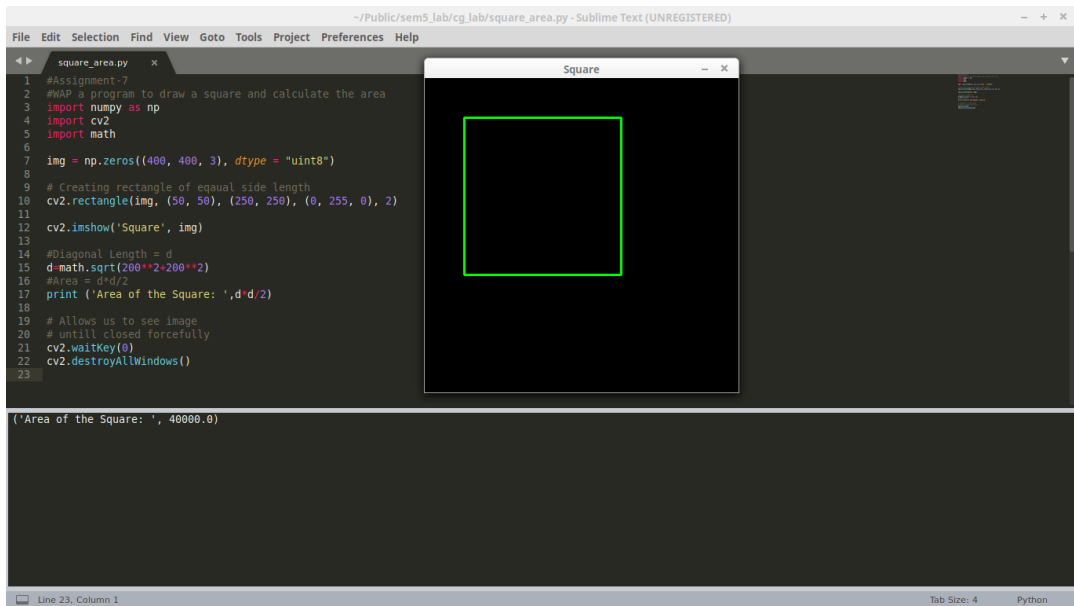 ~/Public/sem5_lab/cg_lab/square_area.py - Sublime Text (UNREGISTERED)
File Edit Selection Find View Goto Tools Project Preferences Help
square_area.py
1 #Assignment-7
2 #WAP a program to draw a square and calculate the area
3 import numpy as np
4 import cv2
5 import math
6
7 img = np.zeros((400, 400, 3), dtype = "uint8")
8
9 # Creating rectangle of eqaual side length
10 cv2.rectangle(img, (50, 50), (250, 250), (0, 255, 0), 2)
11
12 cv2.imshow('Square', img)
13
14 #Diagonal Length = d
15 d=math.sqrt(200**2+200**2)
16 #Area = d*d/2
17 print ('Area of the Square: ',d*d/2)
18
19 # Allows us to see image
20 # untill closed forcefully
21 cv2.waitKey(0)
22 cv2.destroyAllWindows()
23
Square
('Area of the Square: ', 40000.0)
Line 23, Column 1
Tab Size: 4
Python